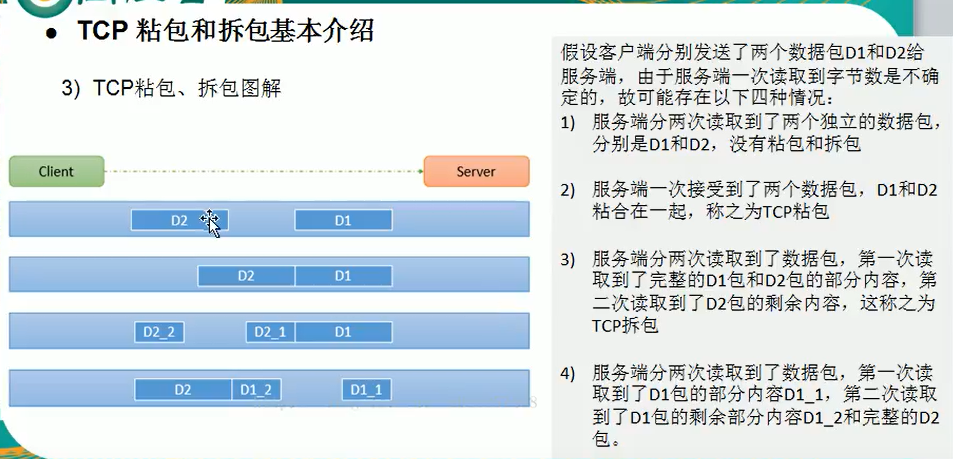 TCP 粘包和拆包基本介绍
3) TCP粘包、拆包图解
Client
Server
D2
D1
D2
D1
D2_2
D2_1
D1
D2
D1_2
D1_1
假设客户端分别发送了两个数据包D1和D2给
服务端，由于服务端一次读取到字节数是不确
定的，故可能存在以下四种情况：
1) 服务端分两次读取到了两个独立的数据包，
分别是D1和D2，没有粘包和拆包
2) 服务端一次接受到了两个数据包，D1和D2
粘合在一起，称之为TCP粘包
3) 服务端分两次读取到了数据包，第一次读
取到了完整的D1包和D2包的部分内容，第
二次读取到了D2包的剩余内容，这称之为
TCP拆包
4) 服务端分两次读取到了数据包，第一次读
取到了D1包的部分内容D1_1，第二次读取
到了D1包的剩余部分内容D1_2和完整的D2
包。